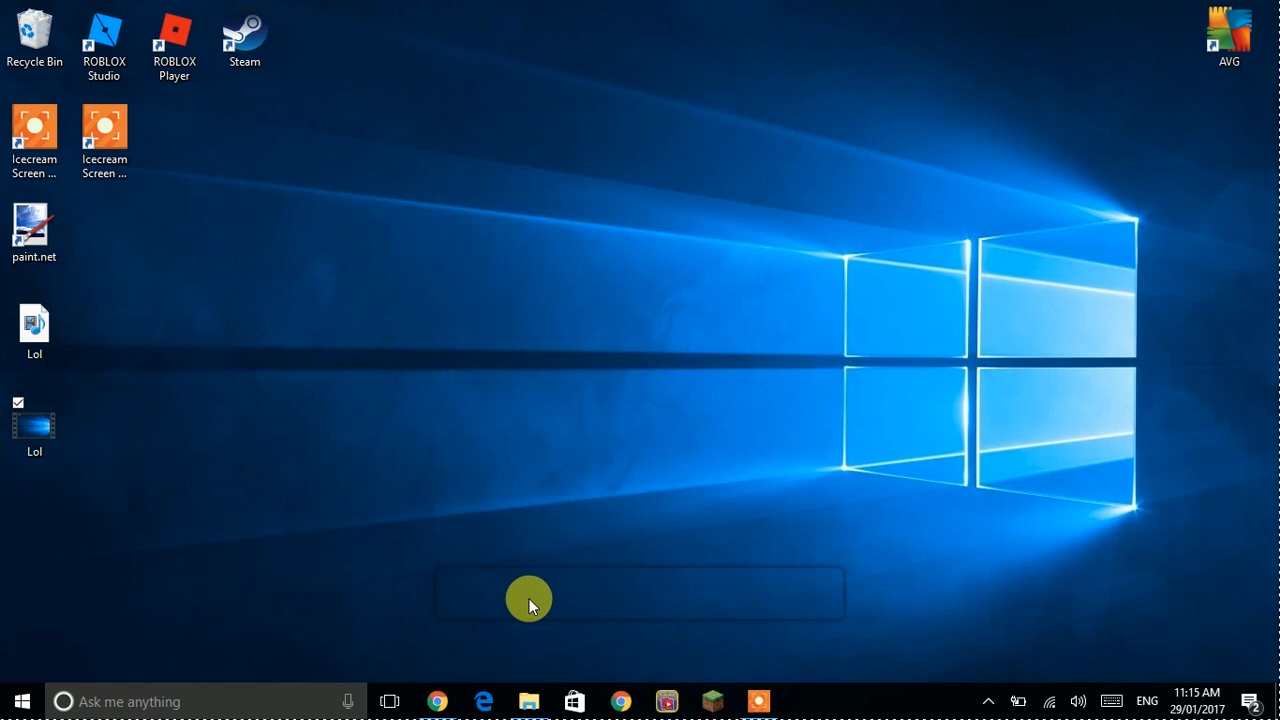 Recycle Bin
ROBLOX
Studio
ROBLOX
Player
Steam
AVG
Icecream
Screen ...
Icecream
Screen ...
paint.net
Lol
Lol
Ask me anything
ENG
11:15 AM
29/01/2017
2